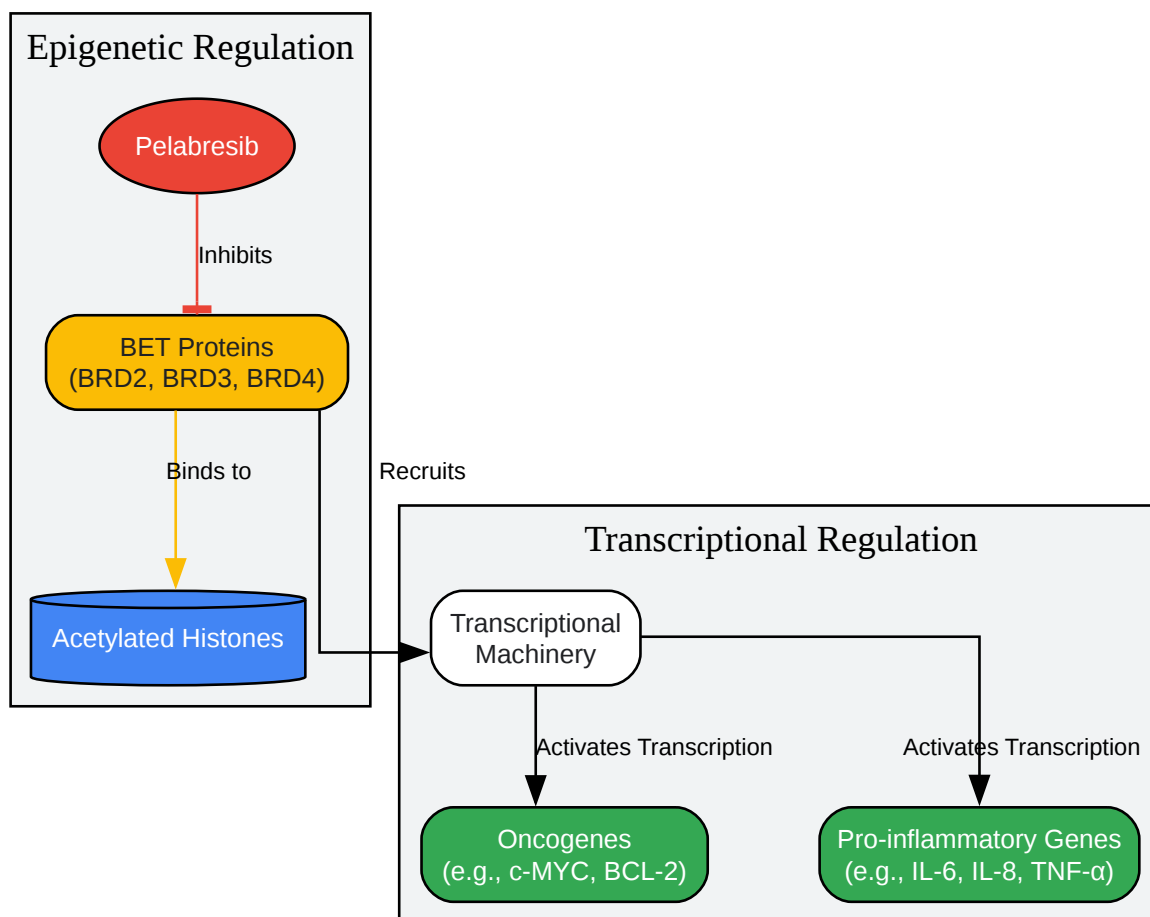 Epigenetic Regulation
Pelabresib
Inhibits
BET Proteins
(BRD2, BRD3, BRD4)
Binds to
Recruits
Acetylated Histones
Transcriptional Regulation
Transcriptional
Machinery
Activates Transcription
Activates Transcription
Oncogenes
(e.g., c-MYC, BCL-2)
Pro-inflammatory Genes
(e.g., IL-6, IL-8, TNF-α)